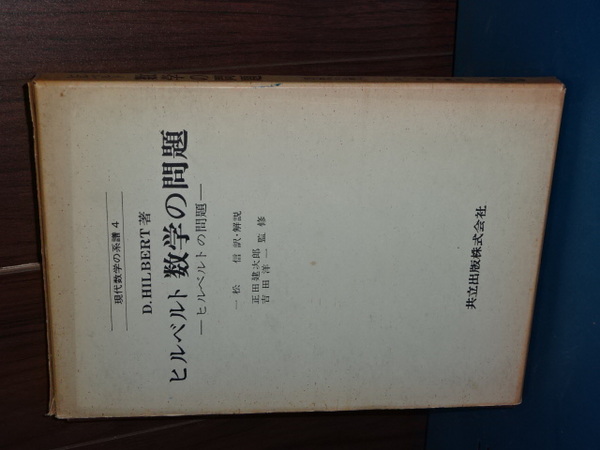 現代数学の系譜 4
D. HILBERT 著
ヒルベルト 数学の問題
—ヒルベルトの問題—
一松 信 訳・解説
正田建次郎
吉田洋一 監修
共立出版株式会社